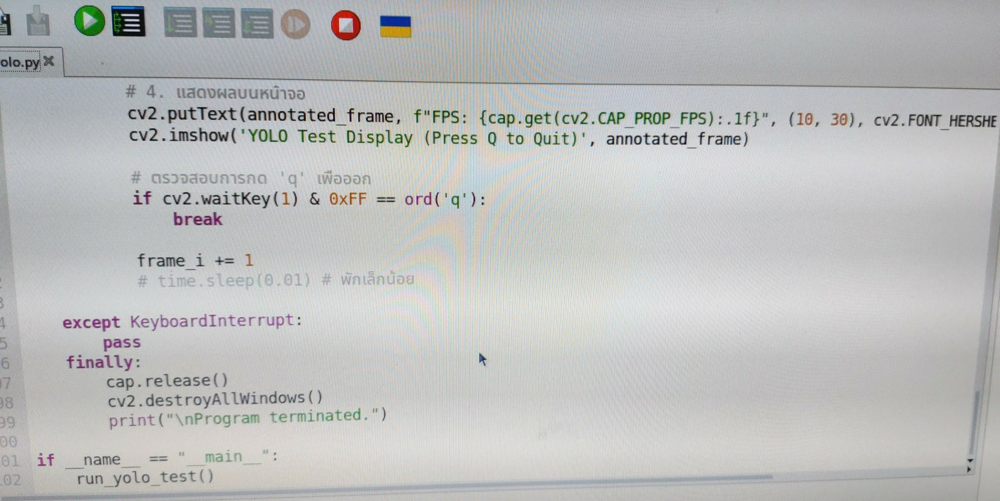 olo.py
# 4. แสดงผลบนหน้าจอ
cv2.putText(annotated_frame, f"FPS: {cap.get(cv2.CAP_PROP_FPS):.1f}", (10, 30), cv2.FONT_HERSHE
cv2.imshow('YOLO Test Display (Press Q to Quit)', annotated_frame)
# ตรวจสอบการกด 'q' เพื่อออก
if cv2.waitKey(1) & 0xFF == ord('q'):
break
frame_i += 1
# time.sleep(0.01) # พักเล็กน้อย
except KeyboardInterrupt:
pass
finally:
cap.release()
cv2.destroyAllWindows()
print("\nProgram terminated.")
if __name__ == "__main__":
run_yolo_test()